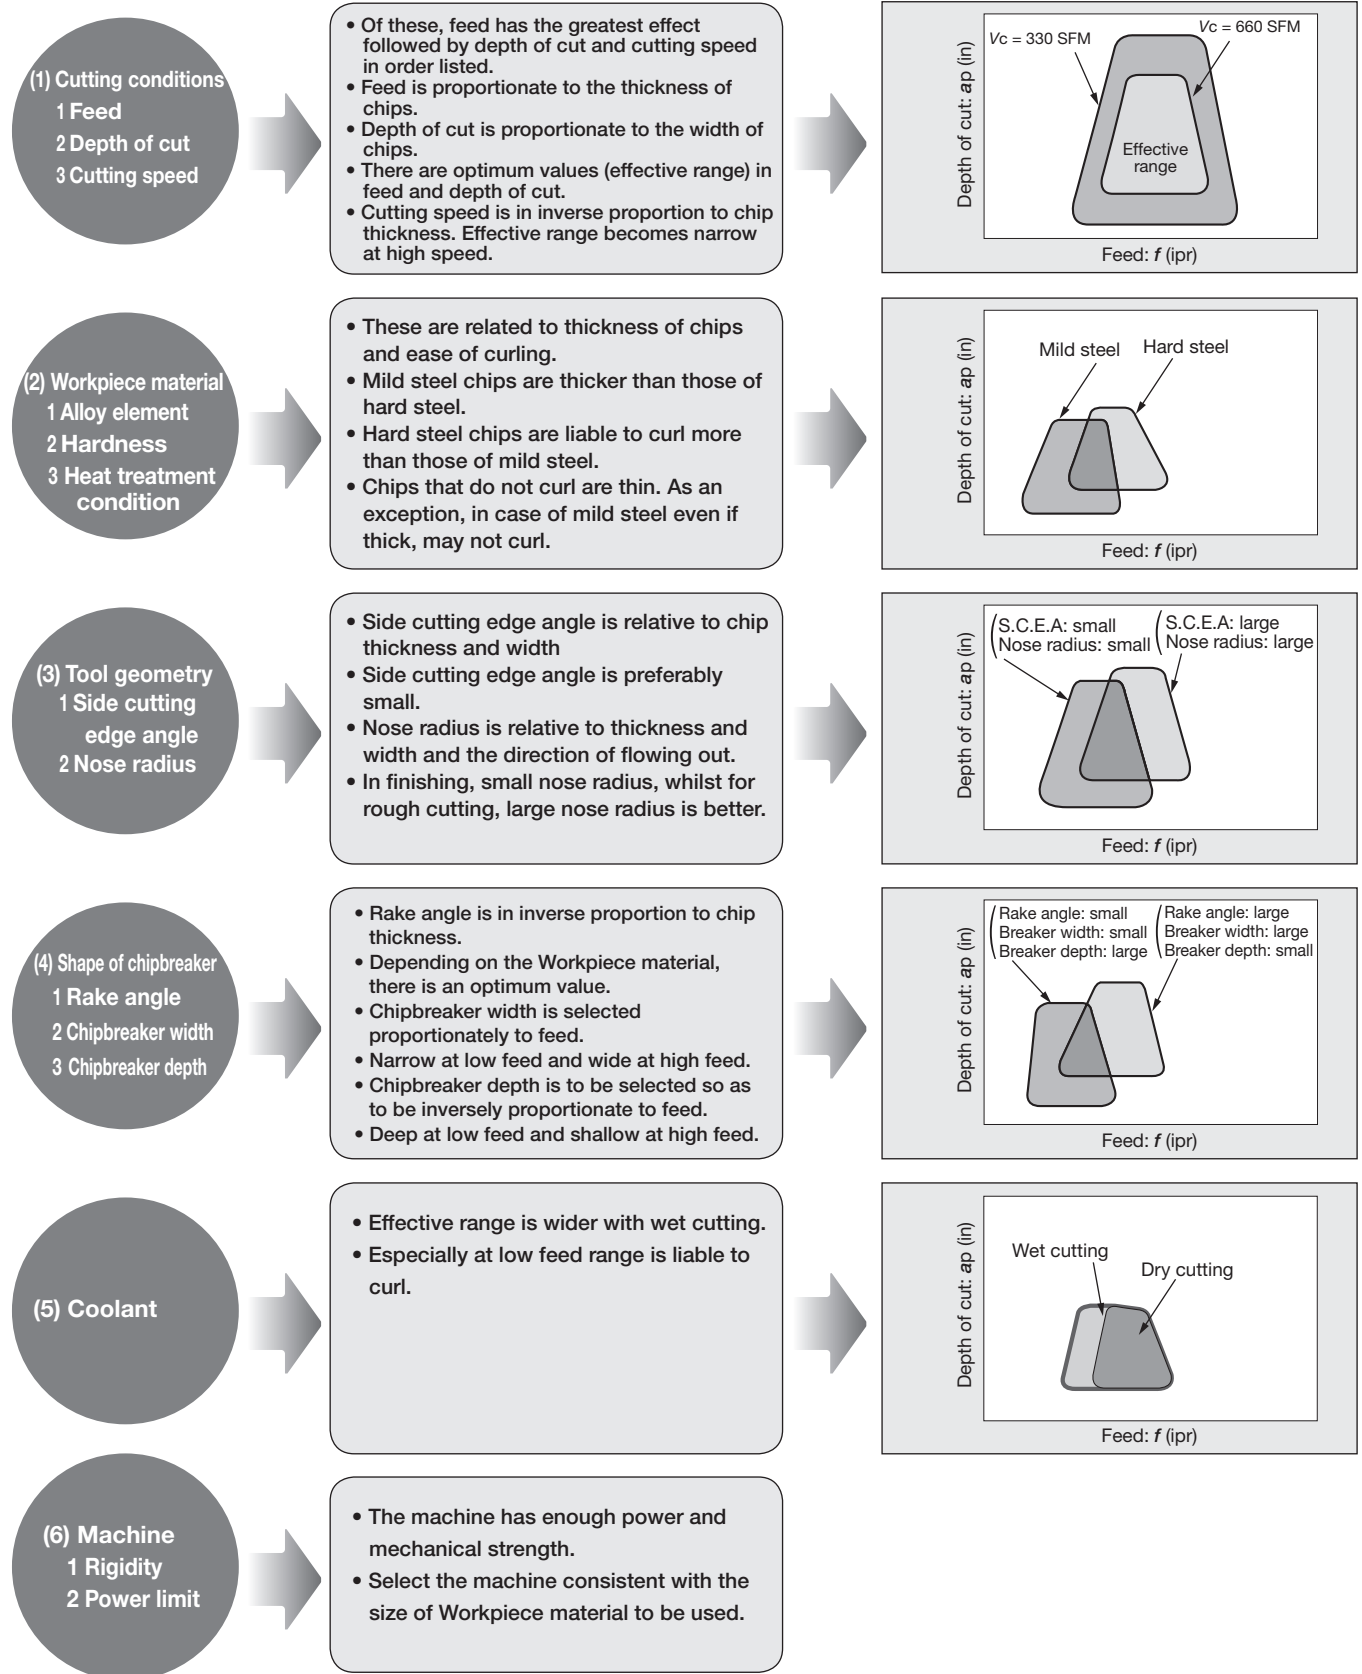 (1) Cutting conditions
1 Feed
2 Depth of cut
3 Cutting speed
• Of these, feed has the greatest effect
followed by depth of cut and cutting speed
in order listed.
• Feed is proportionate to the thickness of
chips.
• Depth of cut is proportionate to the width of
chips.
• There are optimum values (effective range) in
feed and depth of cut.
• Cutting speed is in inverse proportion to chip
thickness. Effective range becomes narrow
at high speed.
Depth of cut: ap (in)
Vc = 330 SFM
Vc = 660 SFM
Effective
range
Feed: f (ipr)
(2) Workpiece material
1 Alloy element
2 Hardness
3 Heat treatment
condition
• These are related to thickness of chips
and ease of curling.
• Mild steel chips are thicker than those of
hard steel.
• Hard steel chips are liable to curl more
than those of mild steel.
• Chips that do not curl are thin. As an
exception, in case of mild steel even if
thick, may not curl.
Depth of cut: ap (in)
Mild steel
Hard steel
Feed: f (ipr)
(3) Tool geometry
1 Side cutting
edge angle
2 Nose radius
• Side cutting edge angle is relative to chip
thickness and width
• Side cutting edge angle is preferably
small.
• Nose radius is relative to thickness and
width and the direction of flowing out.
• In finishing, small nose radius, whilst for
rough cutting, large nose radius is better.
Depth of cut: ap (in)
(S.C.E.A: small
Nose radius: small
(S.C.E.A: large
Nose radius: large
Feed: f (ipr)
(4) Shape of chipbreaker
1 Rake angle
2 Chipbreaker width
3 Chipbreaker depth
• Rake angle is in inverse proportion to chip
thickness.
• Depending on the Workpiece material,
there is an optimum value.
• Chipbreaker width is selected
proportionately to feed.
• Narrow at low feed and wide at high feed.
• Chipbreaker depth is to be selected so as
to be inversely proportionate to feed.
• Deep at low feed and shallow at high feed.
Depth of cut: ap (in)
(Rake angle: small
Breaker width: small
Breaker depth: large
(Rake angle: large
Breaker width: large
Breaker depth: small
Feed: f (ipr)
(5) Coolant
• Effective range is wider with wet cutting.
• Especially at low feed range is liable to
curl.
Depth of cut: ap (in)
Wet cutting
Dry cutting
Feed: f (ipr)
(6) Machine
1 Rigidity
2 Power limit
• The machine has enough power and
mechanical strength.
• Select the machine consistent with the
size of Workpiece material to be used.